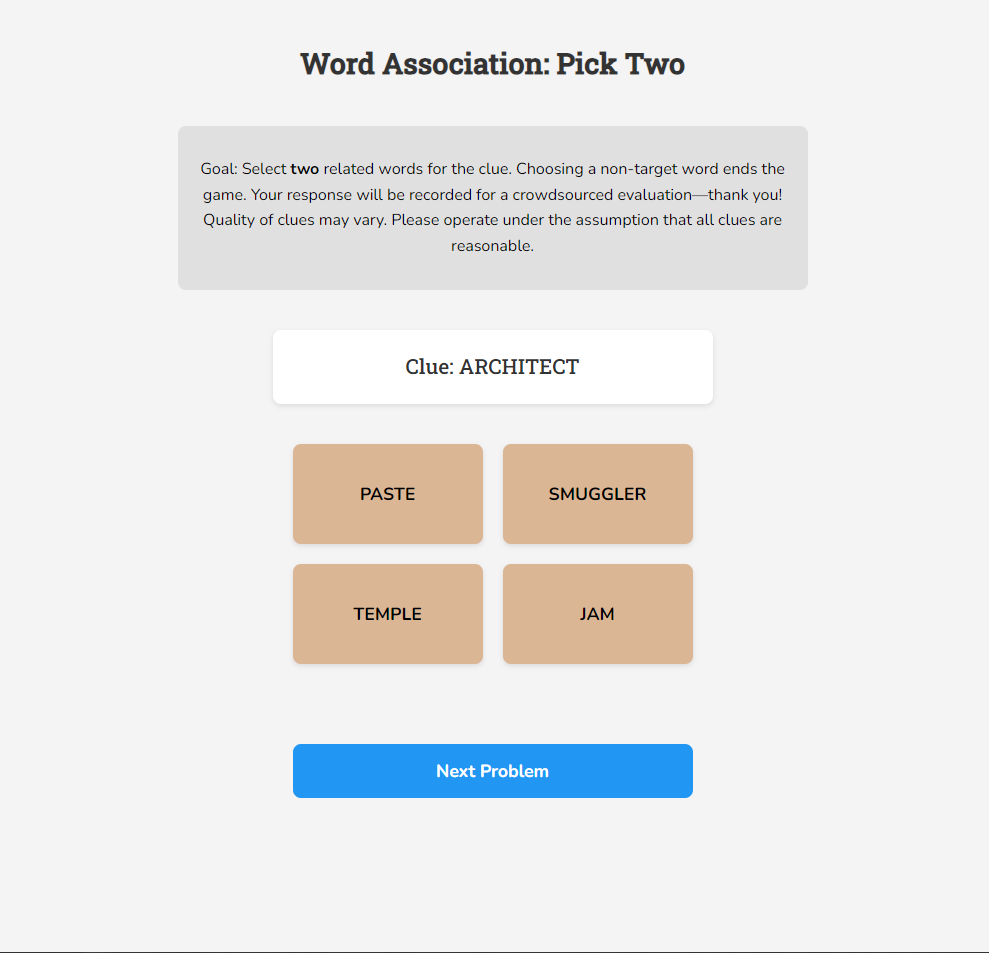 Word Association: Pick Two
Goal: Select two related words for the clue. Choosing a non-target word ends the
game. Your response will be recorded for a crowdsourced evaluation—thank you!
Quality of clues may vary. Please operate under the assumption that all clues are
reasonable.
Clue: ARCHITECT
PASTE
SMUGGLER
TEMPLE
JAM
Next Problem